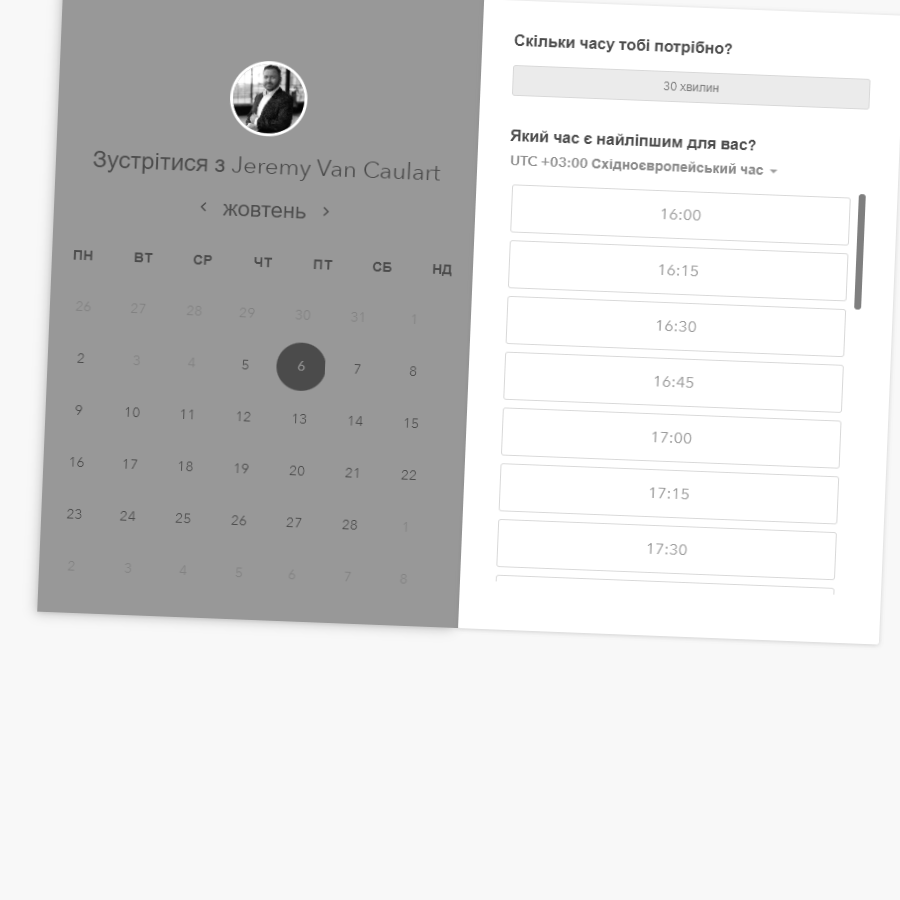 Зустрітися з Jeremy Van Caulart
‹ жовтень ›
ПН ВТ СР ЧТ ПТ СБ НД
26 27 28 29 30 31 1
2 3 4 5 6 7 8
9 10 11 12 13 14 15
16 17 18 19 20 21 22
23 24 25 26 27 28 1
2 3 4 5 6 7 8
Скільки часу тобі потрібно?
30 хвилин
Який час є найліпшим для вас?
UTC +03:00 Східноєвропейський час
16:00
16:15
16:30
16:45
17:00
17:15
17:30